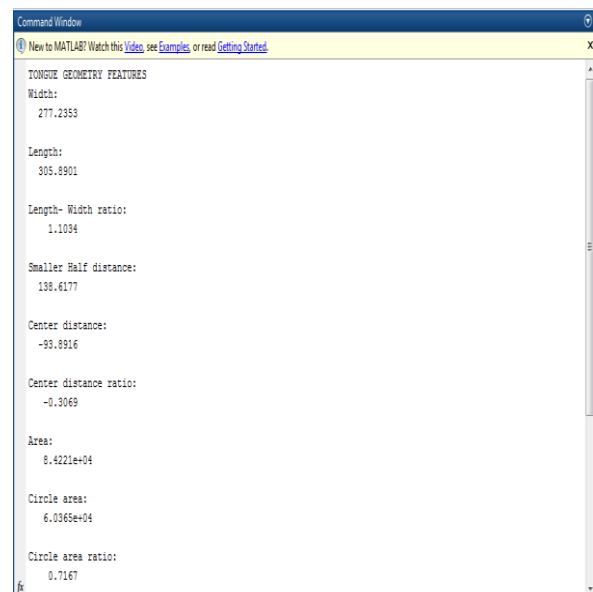 Command Window
New to MATLAB? Watch this Video, see Examples, or read Getting Started.
x
TONGUE GEOMETRY FEATURES
Width:
277.2353
Length:
305.8901
Length- Width ratio:
1.1034
Smaller Half distance:
138.6177
Center distance:
-93.8916
Center distance ratio:
-0.3069
Area:
8.4221e+04
Circle area:
6.0365e+04
Circle area ratio:
0.7167
fx